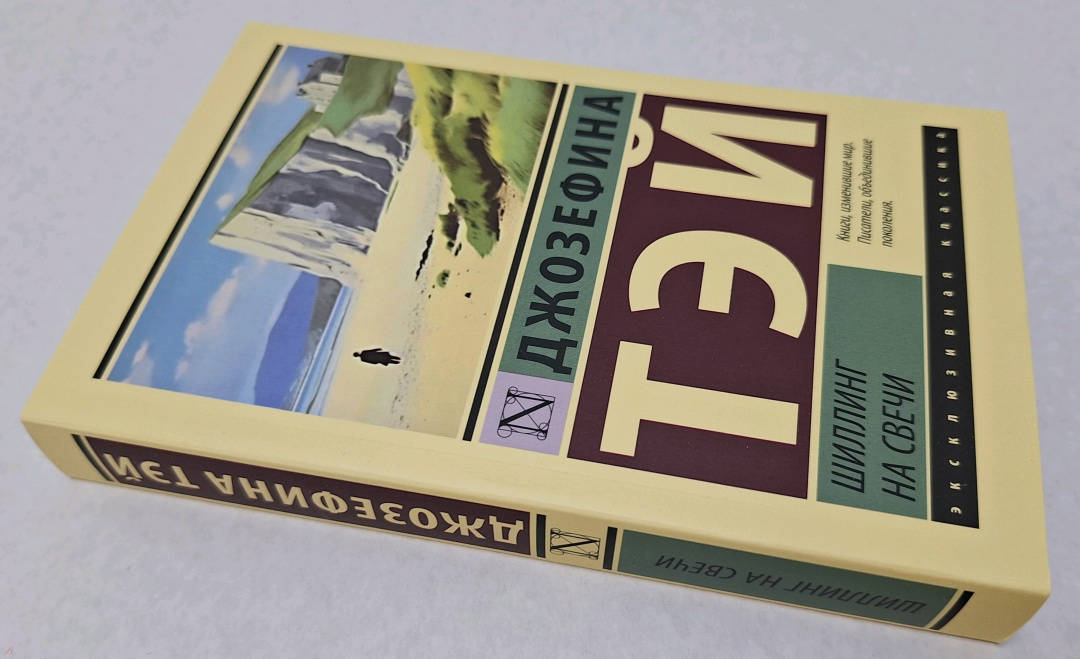 ЭКСКЛЮЗИВНАЯ КЛАССИКА
Книги, изменившие мир.
Писатели, объединившие
поколения.
ШИЛЛИНГ
НА СВЕЧИ
ТЭЙ
ДЖОЗЕФИНА
N
ДЖОЗЕФИНА ТЭЙ
N
ШИЛЛИНГ НА СВЕЧИ